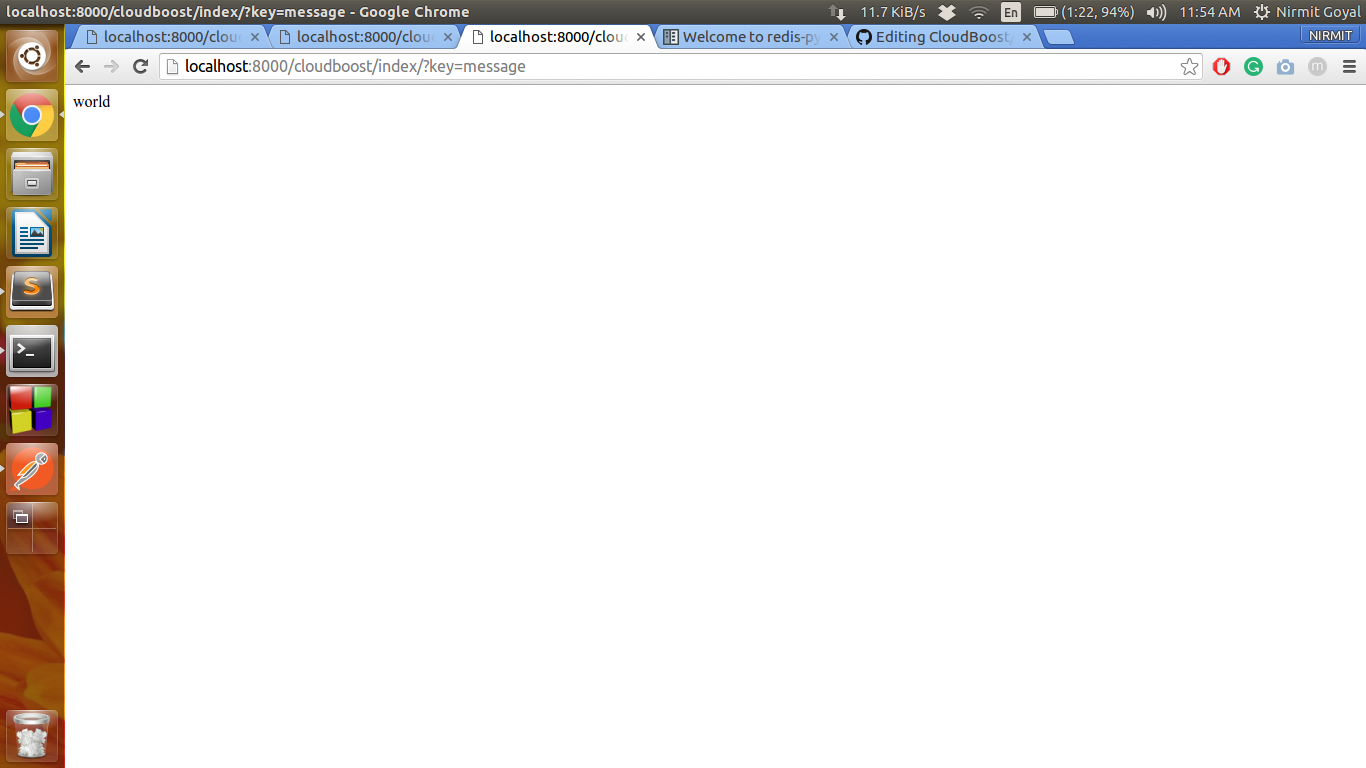 localhost:8000/cloudboost/index/?key=message - Google Chrome
11.7 KiB/s
En
(1:22, 94%)
11:54 AM
Nirmit Goyal
localhost:8000/clou
localhost:8000/clou
localhost:8000/clou
Welcome to redis-py
Editing CloudBoost/
NIRMIT
localhost:8000/cloudboost/index/?key=message
G
m
world
S
>_